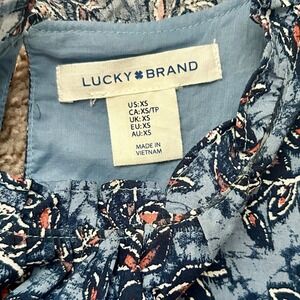 LUCKY BRAND
US:XS
CA:XS/TP
UK:XS
EU:XS
AU:XS
MADE IN
VIETNAM